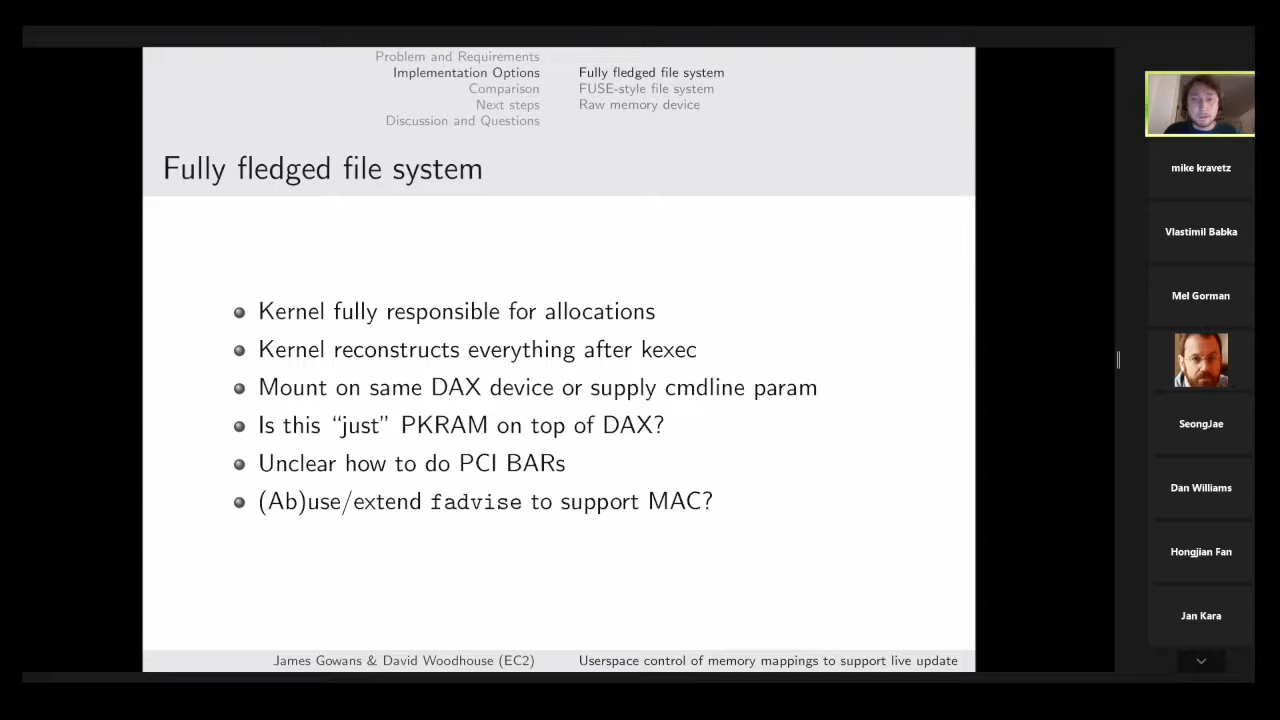 Problem and Requirements
Implementation Options
Comparison
Next steps
Discussion and Questions
Fully fledged file system
FUSE-style file system
Raw memory device
Fully fledged file system
Kernel fully responsible for allocations
Kernel reconstructs everything after kexec
Mount on same DAX device or supply cmdline param
Is this “just” PKRAM on top of DAX?
Unclear how to do PCI BARs
(Ab)use/extend fadvise to support MAC?
James Gowans & David Woodhouse (EC2)
Userspace control of memory mappings to support live update
mike kravetz
Vlastimil Babka
Mel Gorman
SeongJae
Dan Williams
Hongjian Fan
Jan Kara